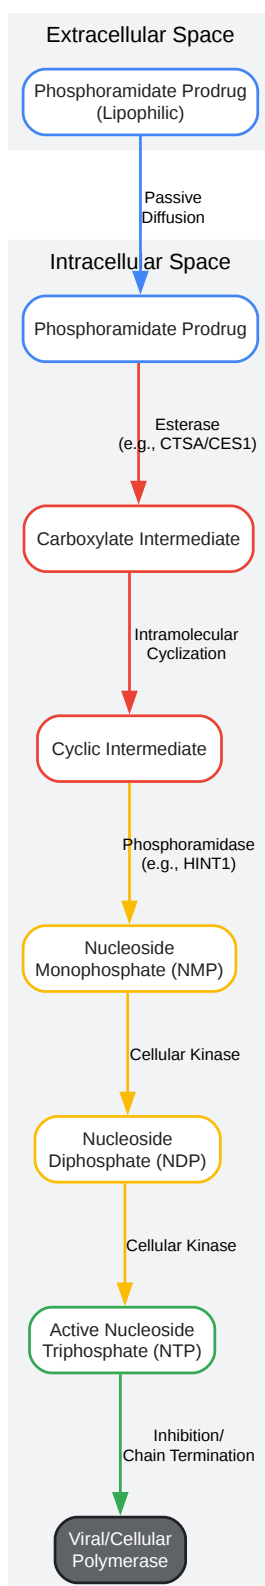 Extracellular Space
Phosphoramidate Prodrug
(Lipophilic)
Passive
Diffusion
Intracellular Space
Phosphoramidate Prodrug
Esterase
(e.g., CTSA/CES1)
Carboxylate Intermediate
Intramolecular
Cyclization
Cyclic Intermediate
Phosphoramidase
(e.g., HINT1)
Nucleoside
Monophosphate (NMP)
Cellular Kinase
Nucleoside
Diphosphate (NDP)
Cellular Kinase
Active Nucleoside
Triphosphate (NTP)
Inhibition/
Chain Termination
Viral/Cellular
Polymerase